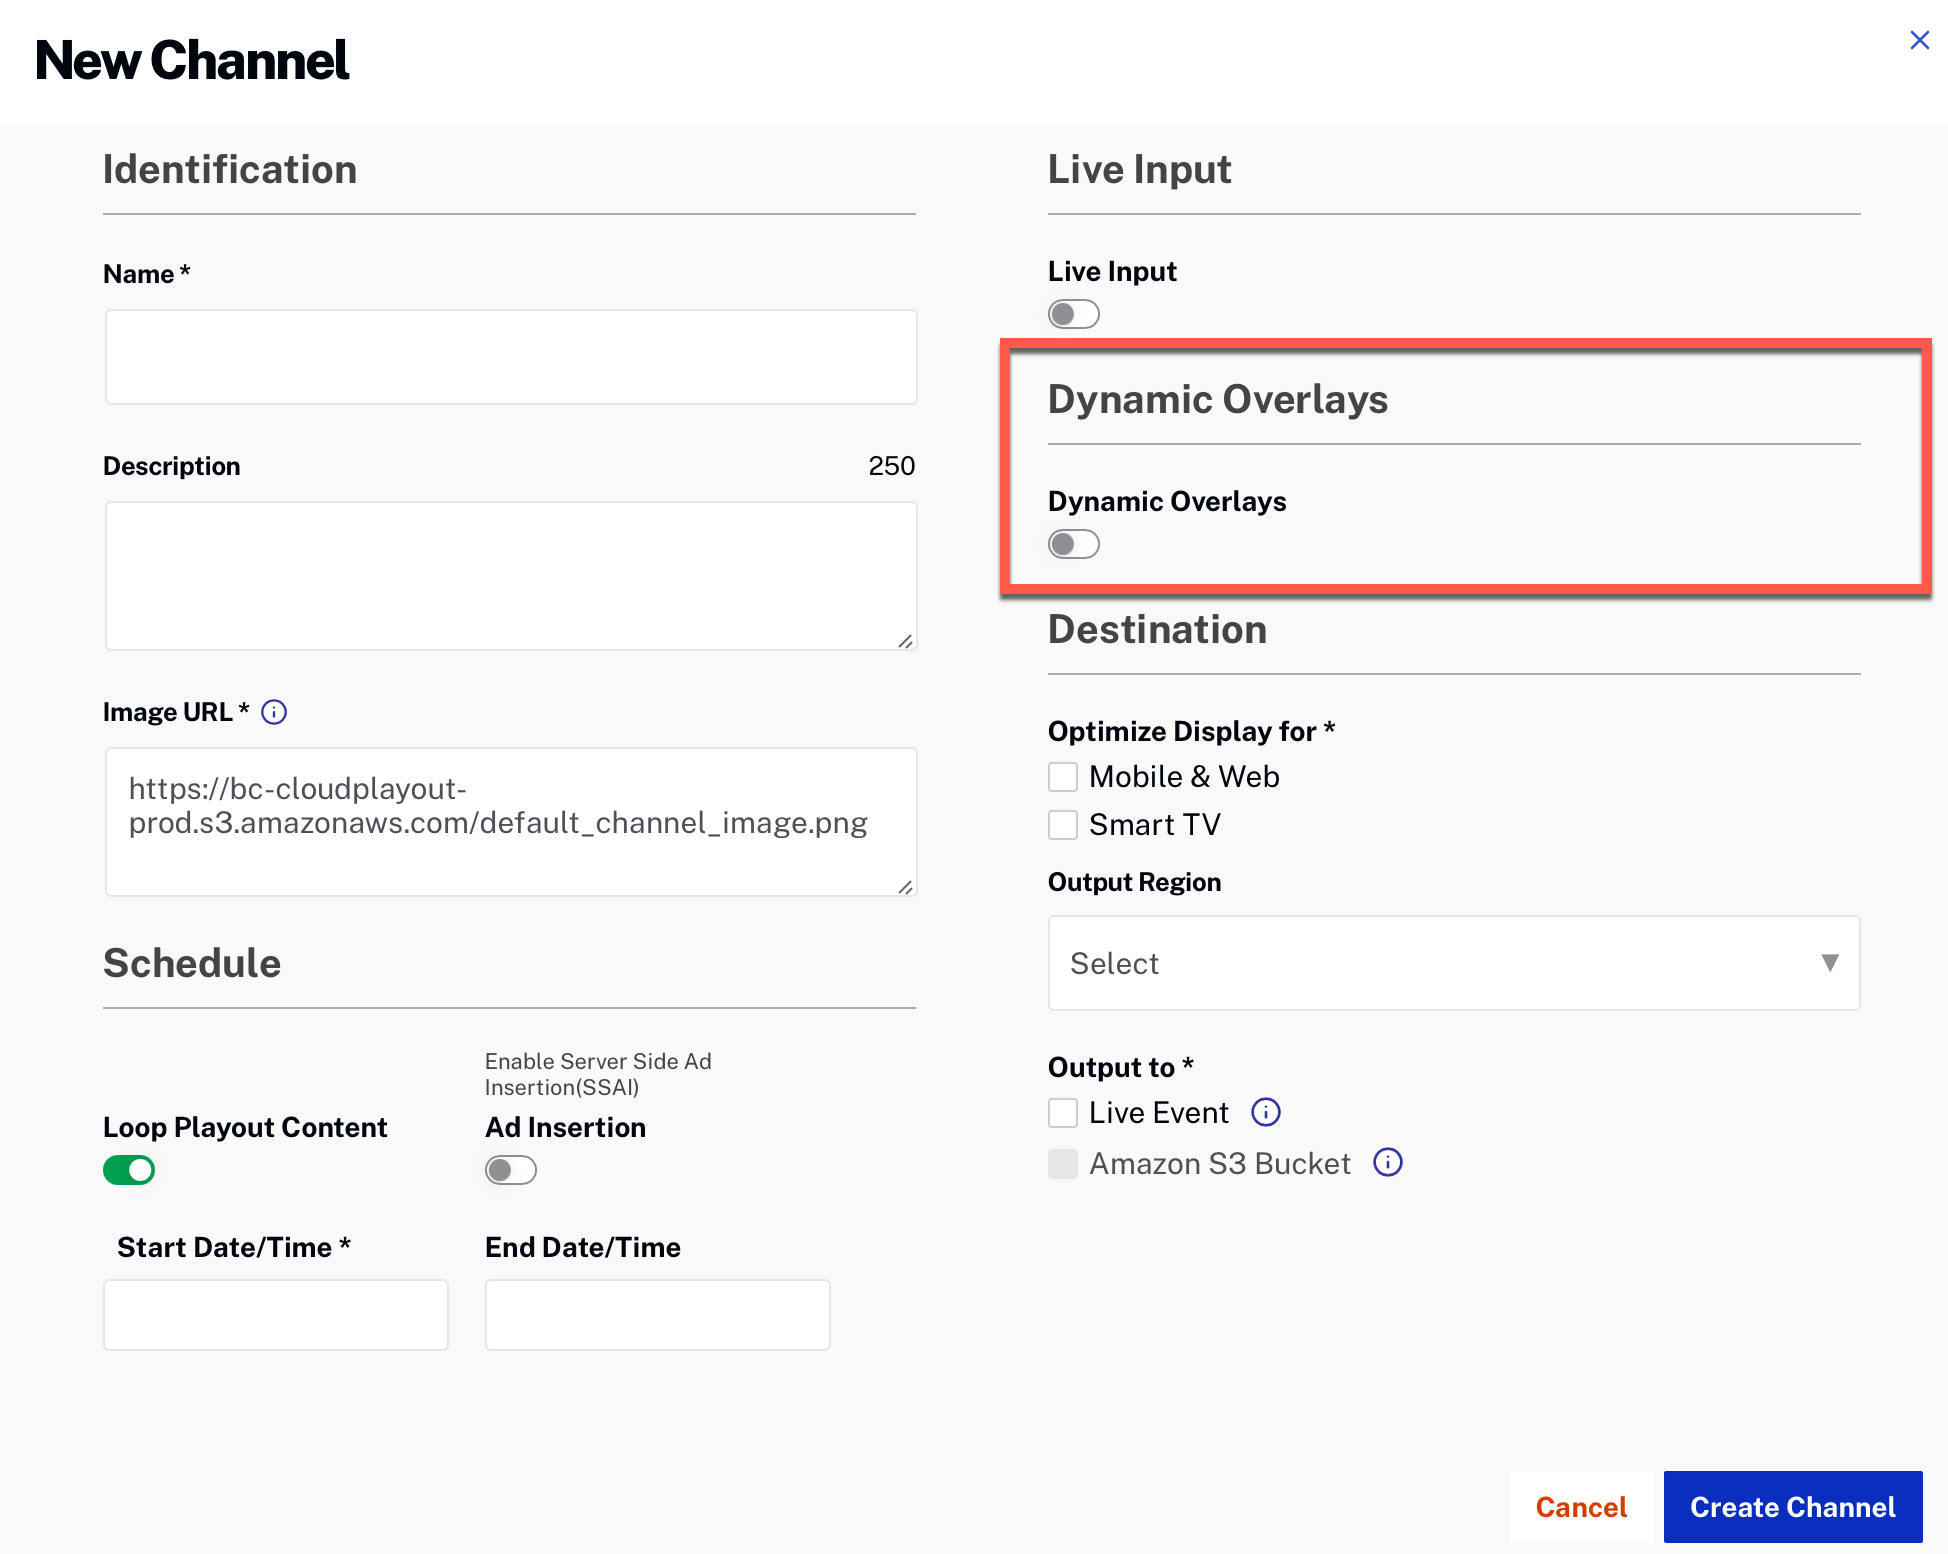 New Channel
Identification
Name *
Description 250
Image URL *
https://bc-cloudplayout-
prod.s3.amazonaws.com/default_channel_image.png
Schedule
Loop Playout Content
Enable Server Side Ad
Insertion(SSAI)
Ad Insertion
Start Date/Time *
End Date/Time
Live Input
Live Input
Dynamic Overlays
Dynamic Overlays
Destination
Optimize Display for *
Mobile & Web
Smart TV
Output Region
Select
Output to *
Live Event
Amazon S3 Bucket
Cancel
Create Channel